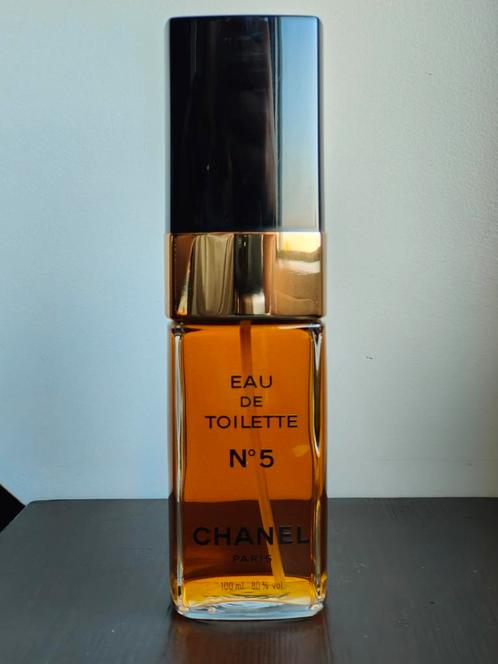 EAU
DE
TOILETTE
N°5
CHANEL
PARIS
100 ml - 80 % vol.